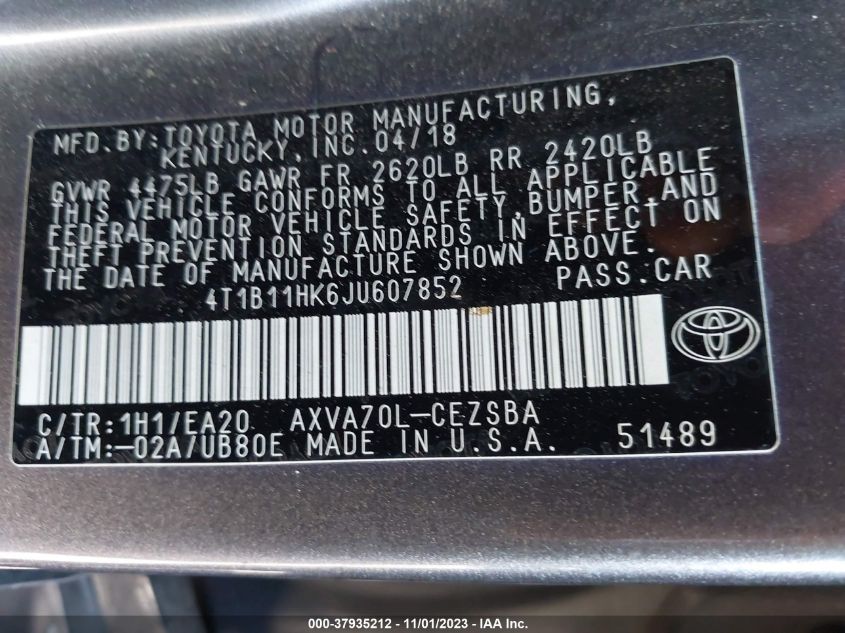 MFD. BY: TOYOTA MOTOR MANUFACTURING,
KENTUCKY, INC. 04/18
GVWR 4475LB GAWR FR 2620LB RR 2420LB
THIS VEHICLE CONFORMS TO ALL APPLICABLE
FEDERAL MOTOR VEHICLE SAFETY, BUMPER, AND
THEFT PREVENTION STANDARDS IN EFFECT ON
THE DATE OF MANUFACTURE SHOWN ABOVE.
4T1B11HK6JU607852 PASS. CAR
C/TR: 1H1/EA20 AXVA70L-CEZSBA
A/TM: -02A/UB80E MADE IN U.S.A. 51489
000-37935212 - 11/01/2023 - IAA Inc.